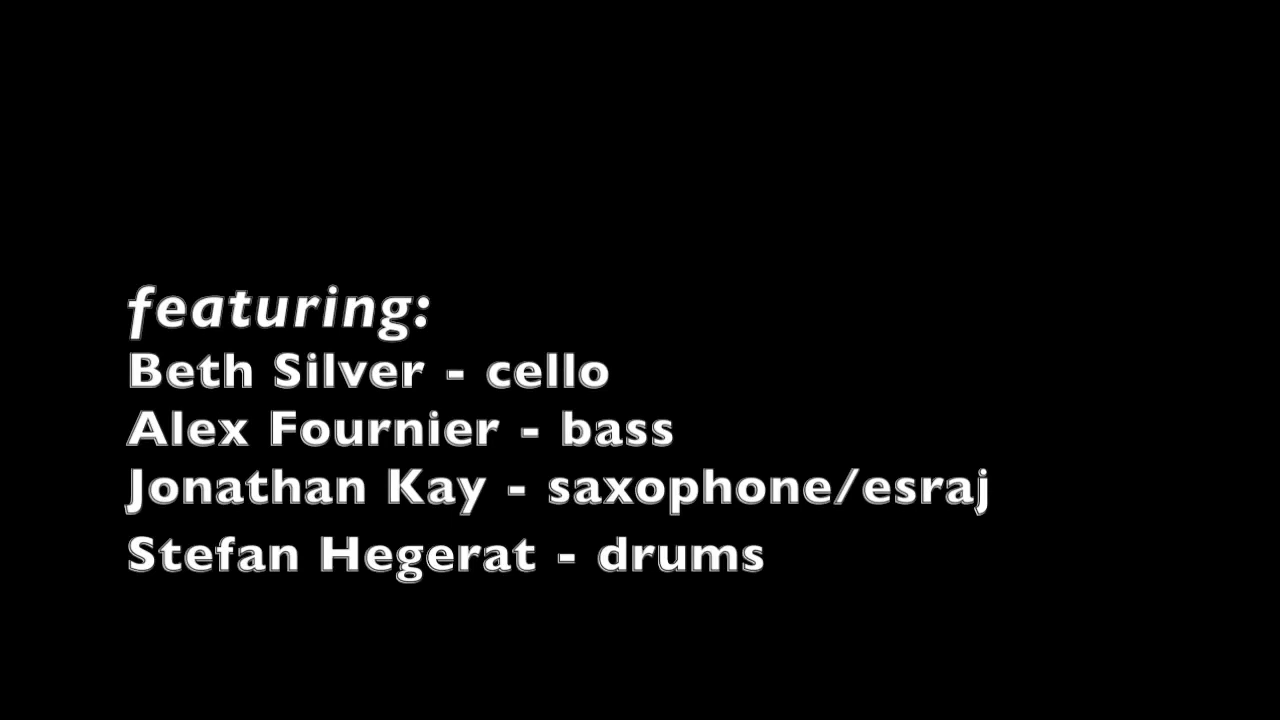 featuring:
Beth Silver - cello
Alex Fournier - bass
Jonathan Kay - saxophone/esraj
Stefan Hegerat - drums